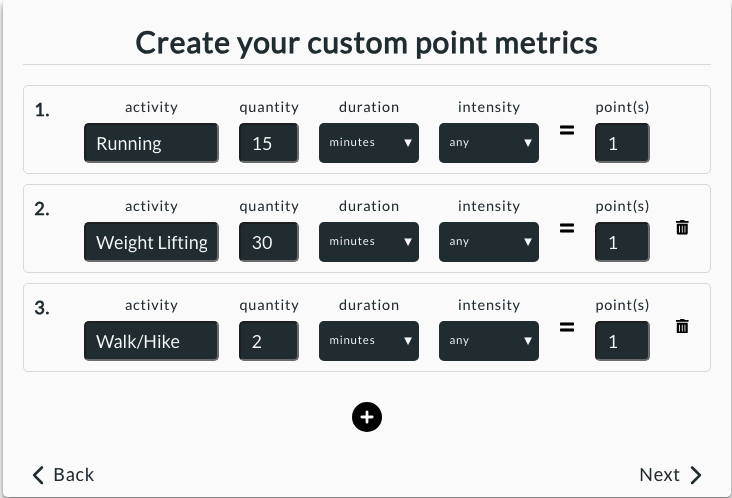 Create your custom point metrics
1. activity quantity duration intensity point(s)
Running 15 minutes any = 1
2. activity quantity duration intensity point(s)
Weight Lifting 30 minutes any = 1
3. activity quantity duration intensity point(s)
Walk/Hike 2 minutes any = 1
Back Next